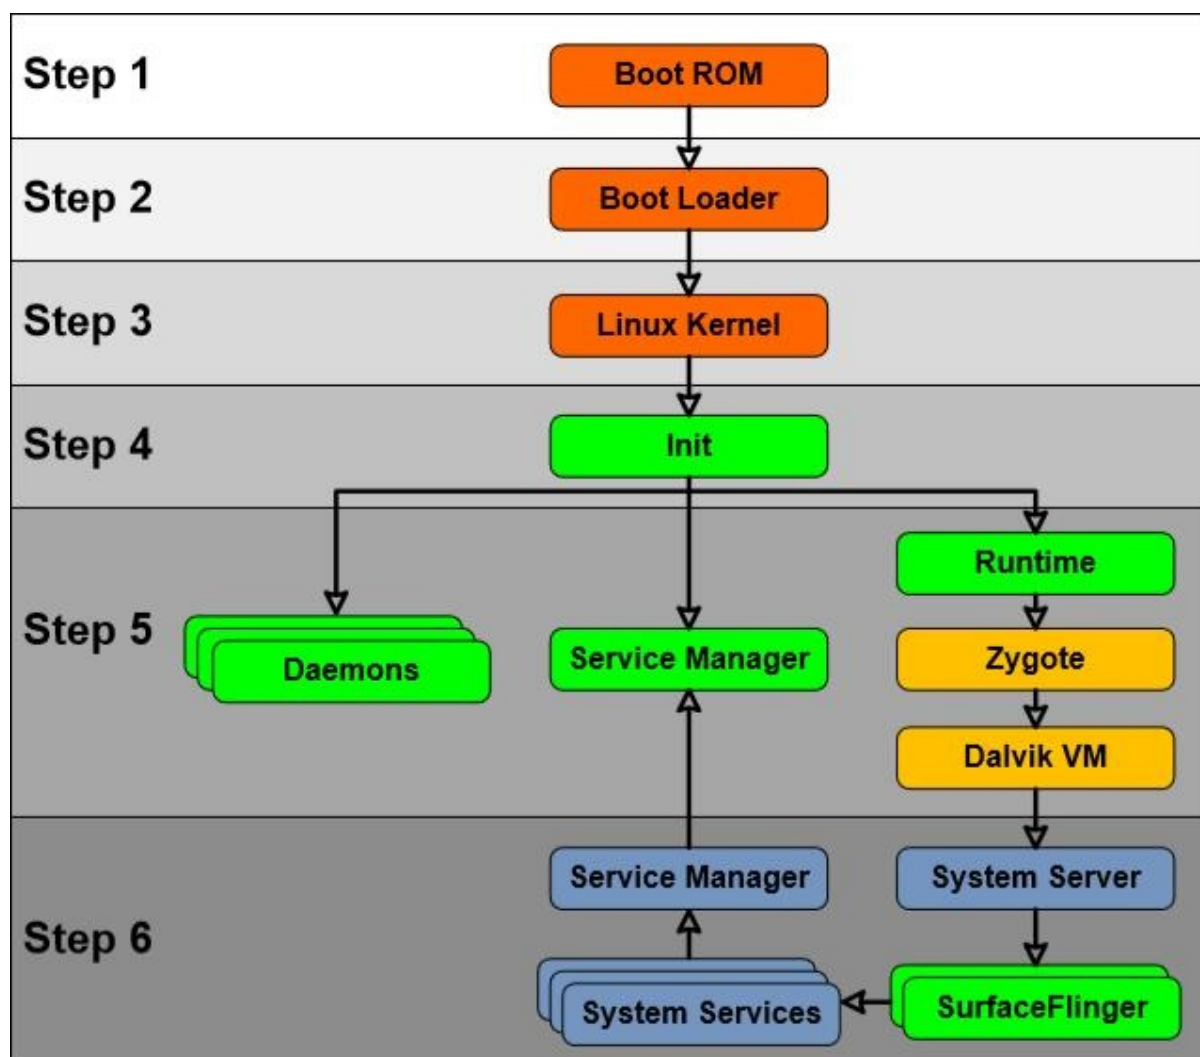 Step 1
Boot ROM
Step 2
Boot Loader
Step 3
Linux Kernel
Step 4
Init
Step 5
Runtime
Daemons
Service Manager
Zygote
Dalvik VM
Step 6
Service Manager
System Server
System Services
SurfaceFlinger